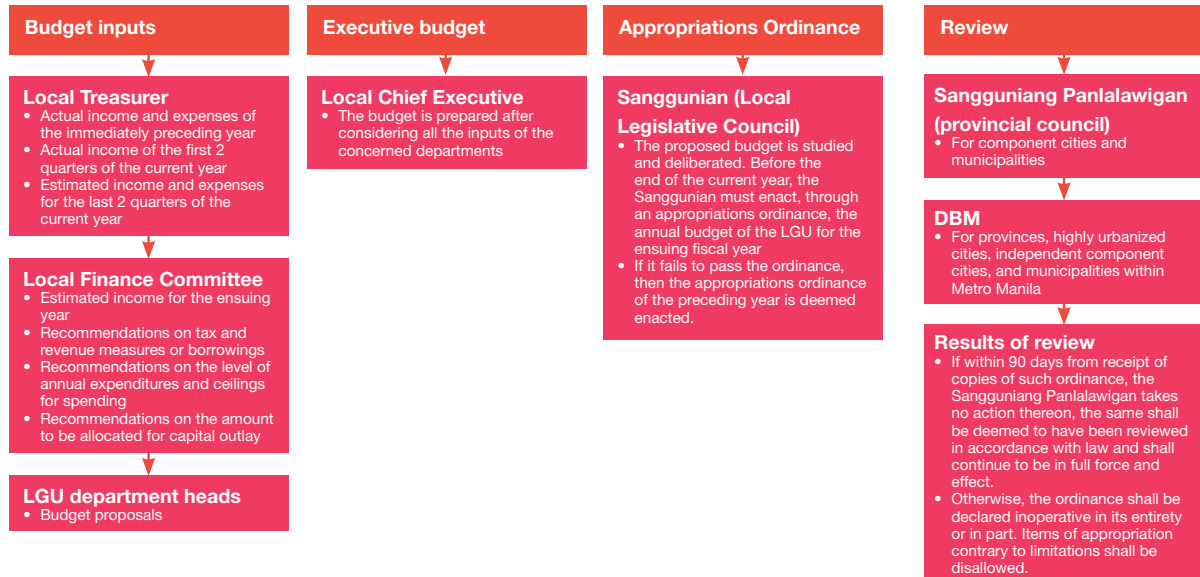 Budget inputs
Local Treasurer
• Actual income and expenses of
the immediately preceding year
• Actual income of the first 2
quarters of the current year
• Estimated income and expenses
for the last 2 quarters of the
current year
Local Finance Committee
• Estimated income for the ensuing
year
• Recommendations on tax and
revenue measures or borrowings
• Recommendations on the level of
annual expenditures and ceilings
for spending
• Recommendations on the amount
to be allocated for capital outlay
LGU department heads
• Budget proposals
Executive budget
Local Chief Executive
• The budget is prepared after
considering all the inputs of the
concerned departments
Appropriations Ordinance
Sanggunian (Local
Legislative Council)
• The proposed budget is studied
and deliberated. Before the
end of the current year, the
Sanggunian must enact, through
an appropriations ordinance, the
annual budget of the LGU for the
ensuing fiscal year
• If it fails to pass the ordinance,
then the appropriations ordinance
of the preceding year is deemed
enacted.
Review
Sangguniang Panlalawigan
(provincial council)
• For component cities and
municipalities
DBM
• For provinces, highly urbanized
cities, independent component
cities, and municipalities within
Metro Manila
Results of review
• If within 90 days from receipt of
copies of such ordinance, the
Sangguniang Panlalawigan takes
no action thereon, the same shall
be deemed to have been reviewed
in accordance with law and shall
continue to be in full force and
effect.
• Otherwise, the ordinance shall be
declared inoperative in its entirety
or in part. Items of appropriation
contrary to limitations shall be
disallowed.